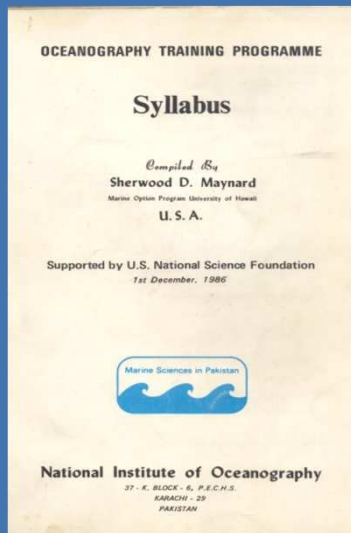 OCEANOGRAPHY TRAINING PROGRAMME
Syllabus
Compiled By
Sherwood D. Maynard
Marine Option Program University of Hawaii
U. S. A.
Supported by U.S. National Science Foundation
1st December, 1986
Marine Sciences in Pakistan
National Institute of Oceanography
37 - K. BLOCK - 6, P.E.C.H.S.
KARACHI - 29
PAKISTAN